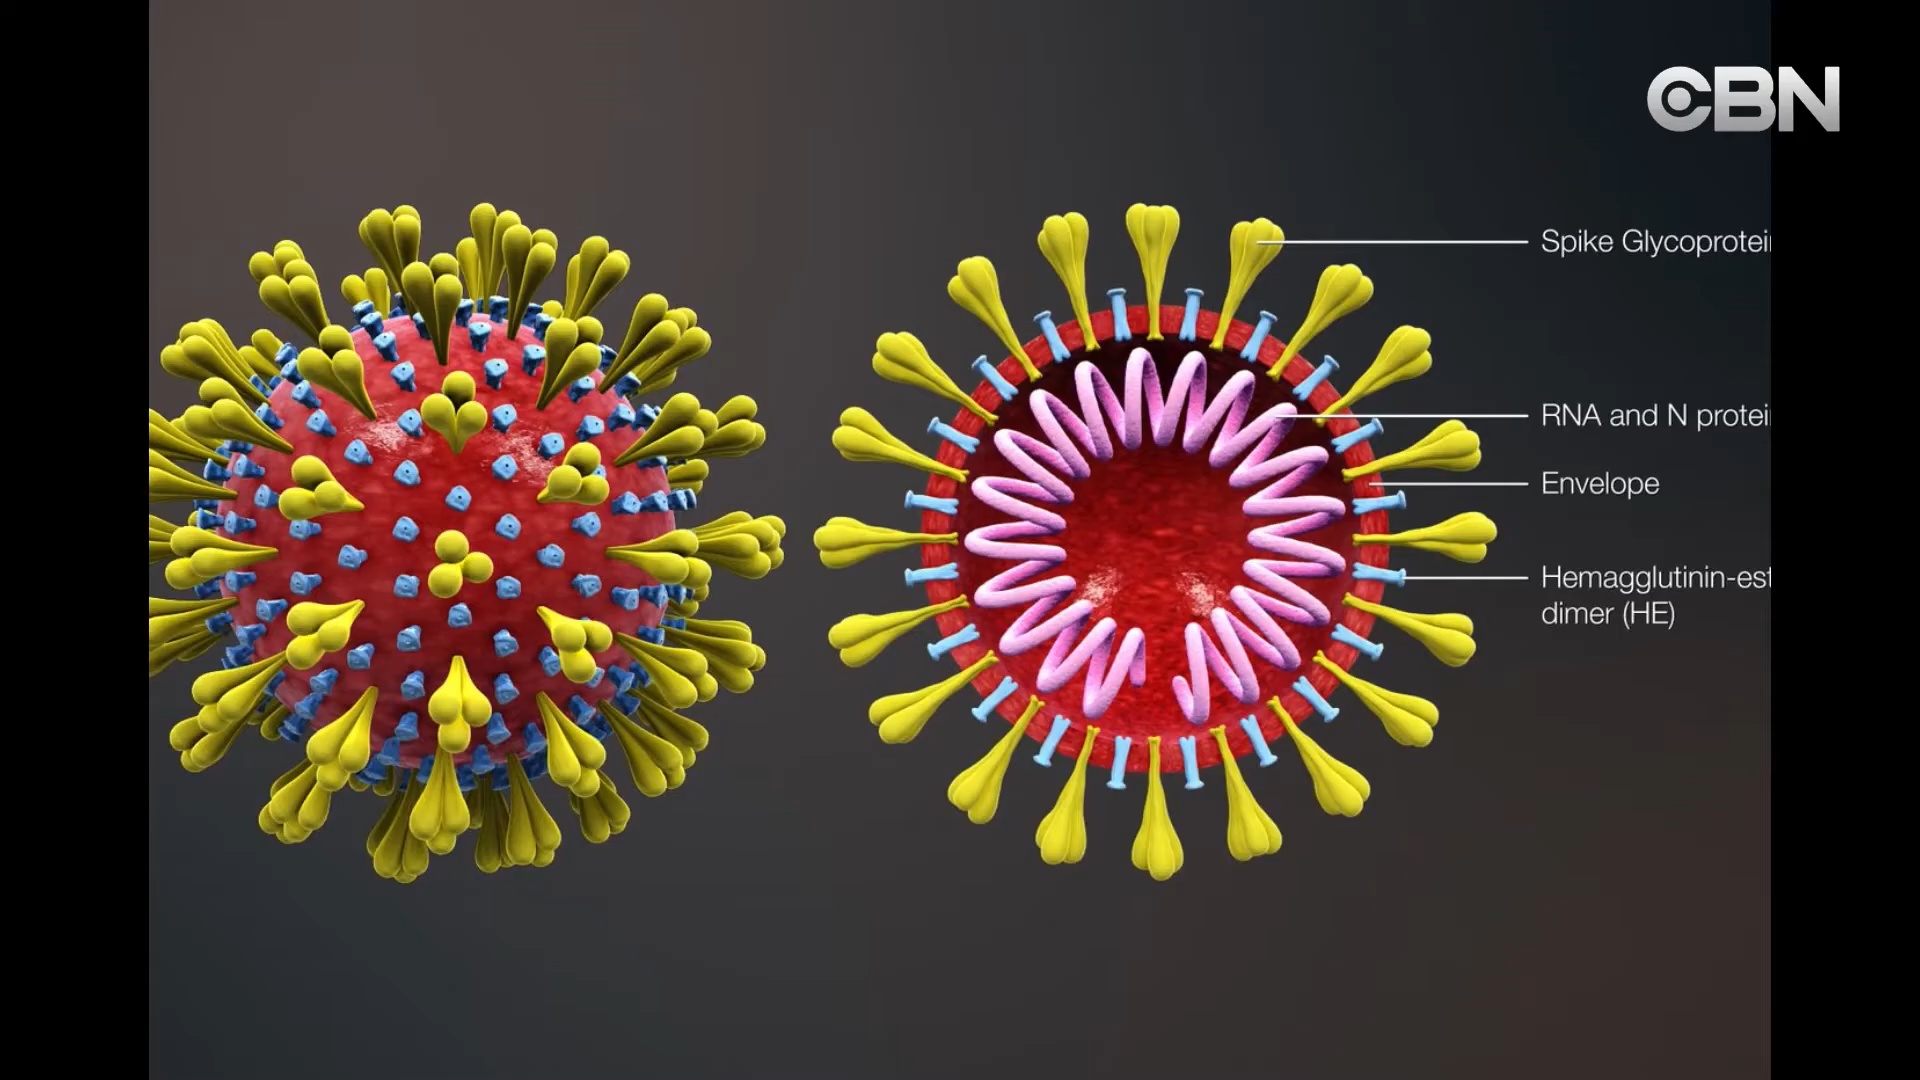 CBN
Spike Glycoprotei
RNA and N protei
Envelope
Hemagglutinin-est
dimer (HE)